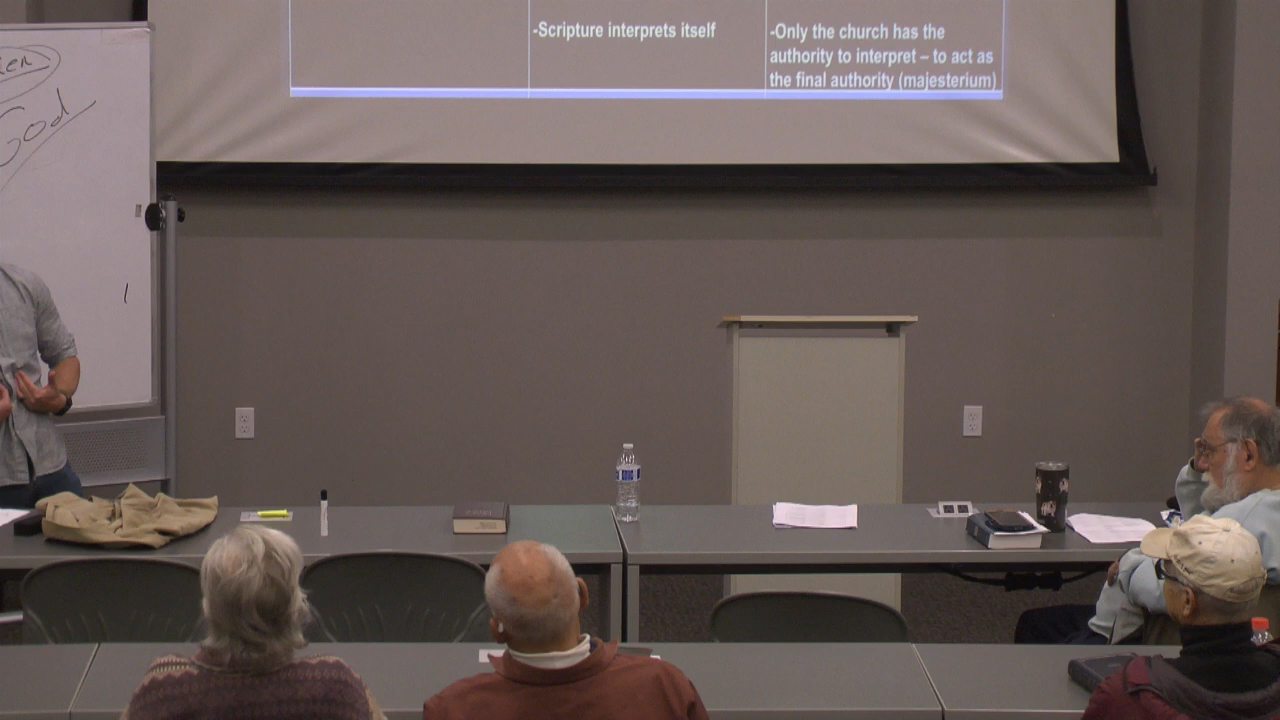 God
-Scripture interprets itself
-Only the church has the
authority to interpret – to act as
the final authority (majesterium)